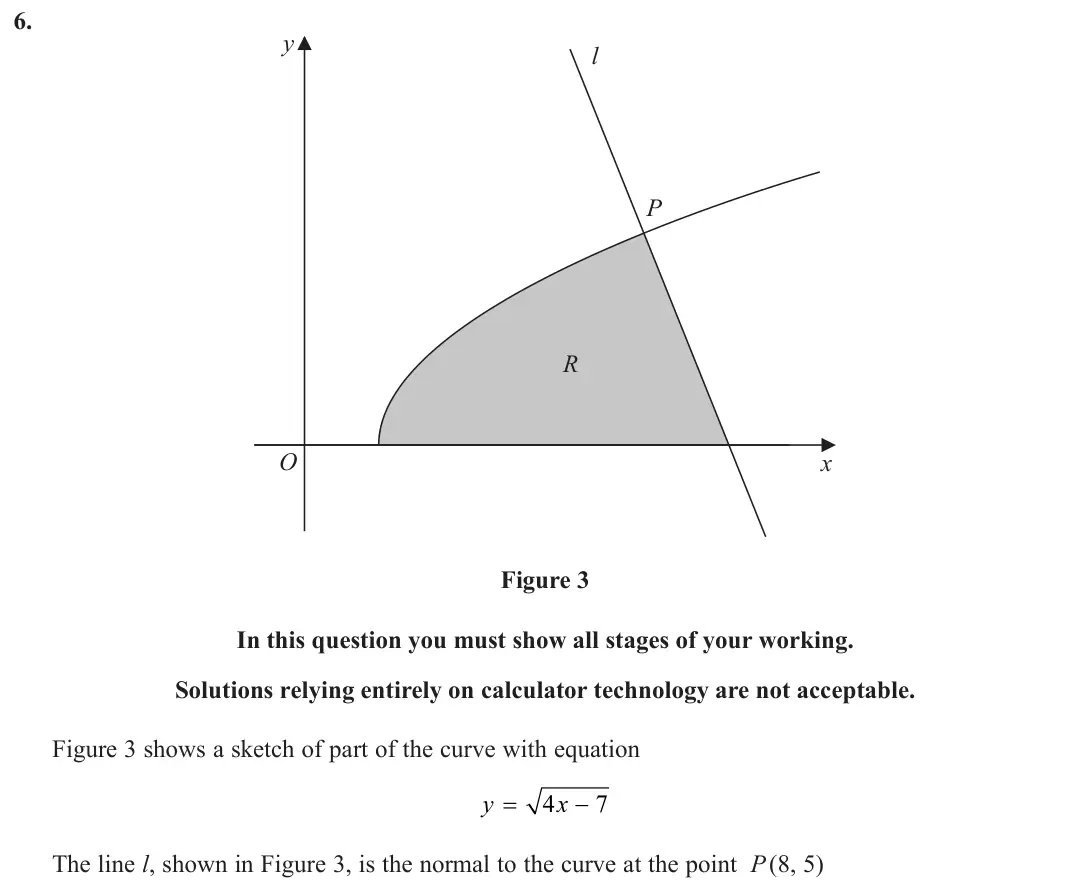 6.
y
l
P
R
O
x
Figure 3
In this question you must show all stages of your working.
Solutions relying entirely on calculator technology are not acceptable.
Figure 3 shows a sketch of part of the curve with equation
y = √(4x – 7)
The line l, shown in Figure 3, is the normal to the curve at the point P(8, 5)